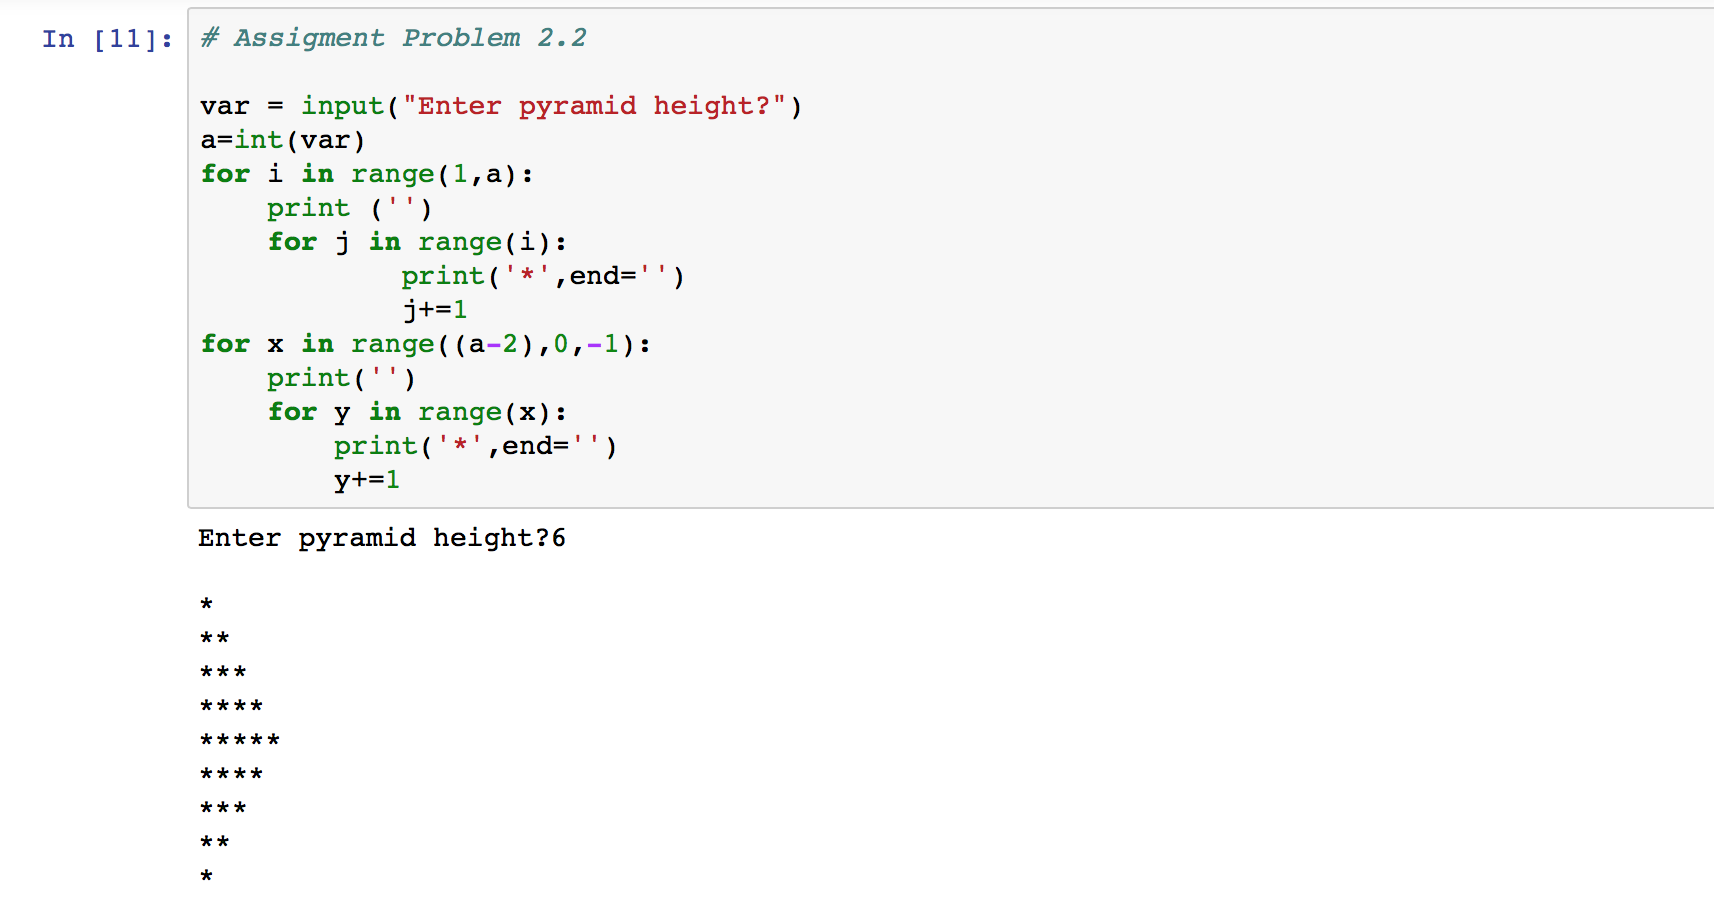 In [11]: # Assigment Problem 2.2
var = input("Enter pyramid height?")
a=int(var)
for i in range(1,a):
    print ('')
    for j in range(i):
            print('*',end='')
            j+=1
for x in range((a-2),0,-1):
    print('')
    for y in range(x):
        print('*',end='')
        y+=1
Enter pyramid height?6
*
**
***
****
*****
****
***
**
*